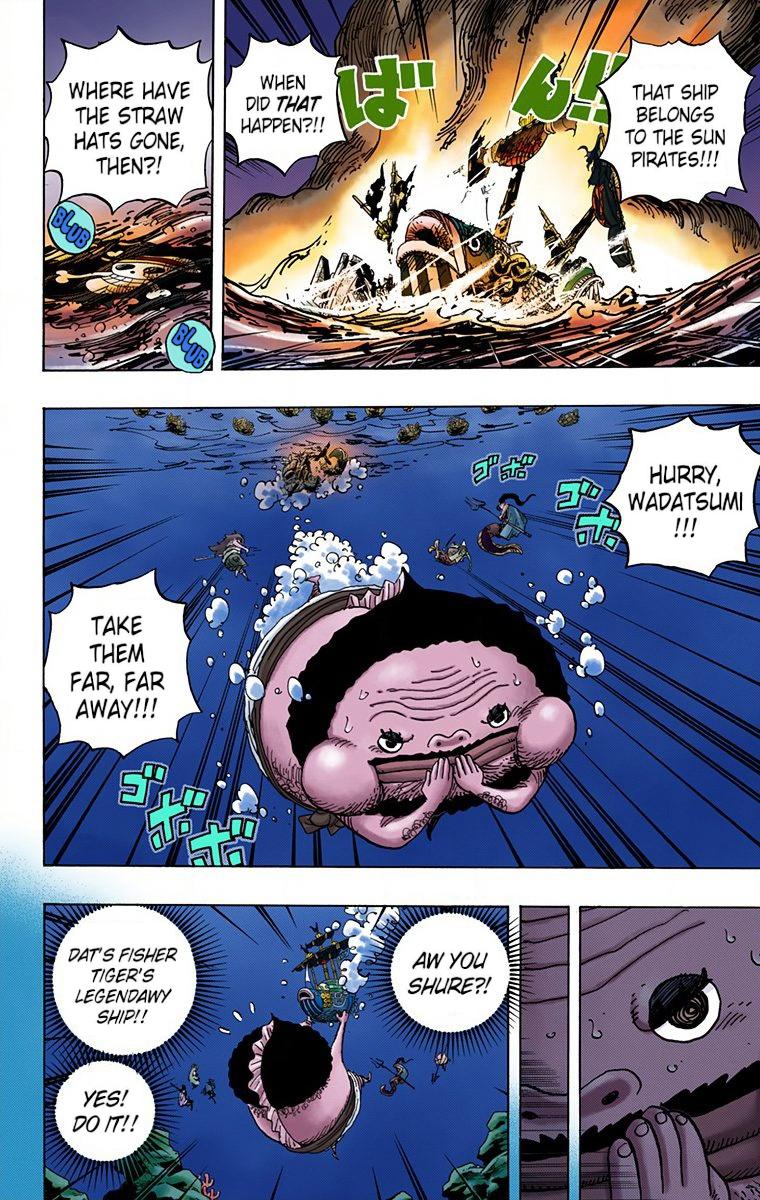 THAT SHIP
BELONGS
TO THE SUN
PIRATES!!!
ばん!!
WHEN
DID THAT
HAPPEN?!!
WHERE HAVE
THE STRAW
HATS GONE,
THEN?!
BLUB
BLUB
HURRY,
WADATSUMI
!!!
ゴボ
ゴボ
TAKE
THEM
FAR, FAR
AWAY!!!
ゴボボ
AW YOU
SHURE?!
DAT'S FISHER
TIGER'S
LEGENDAWY
SHIP!!
YES!
DO IT!!